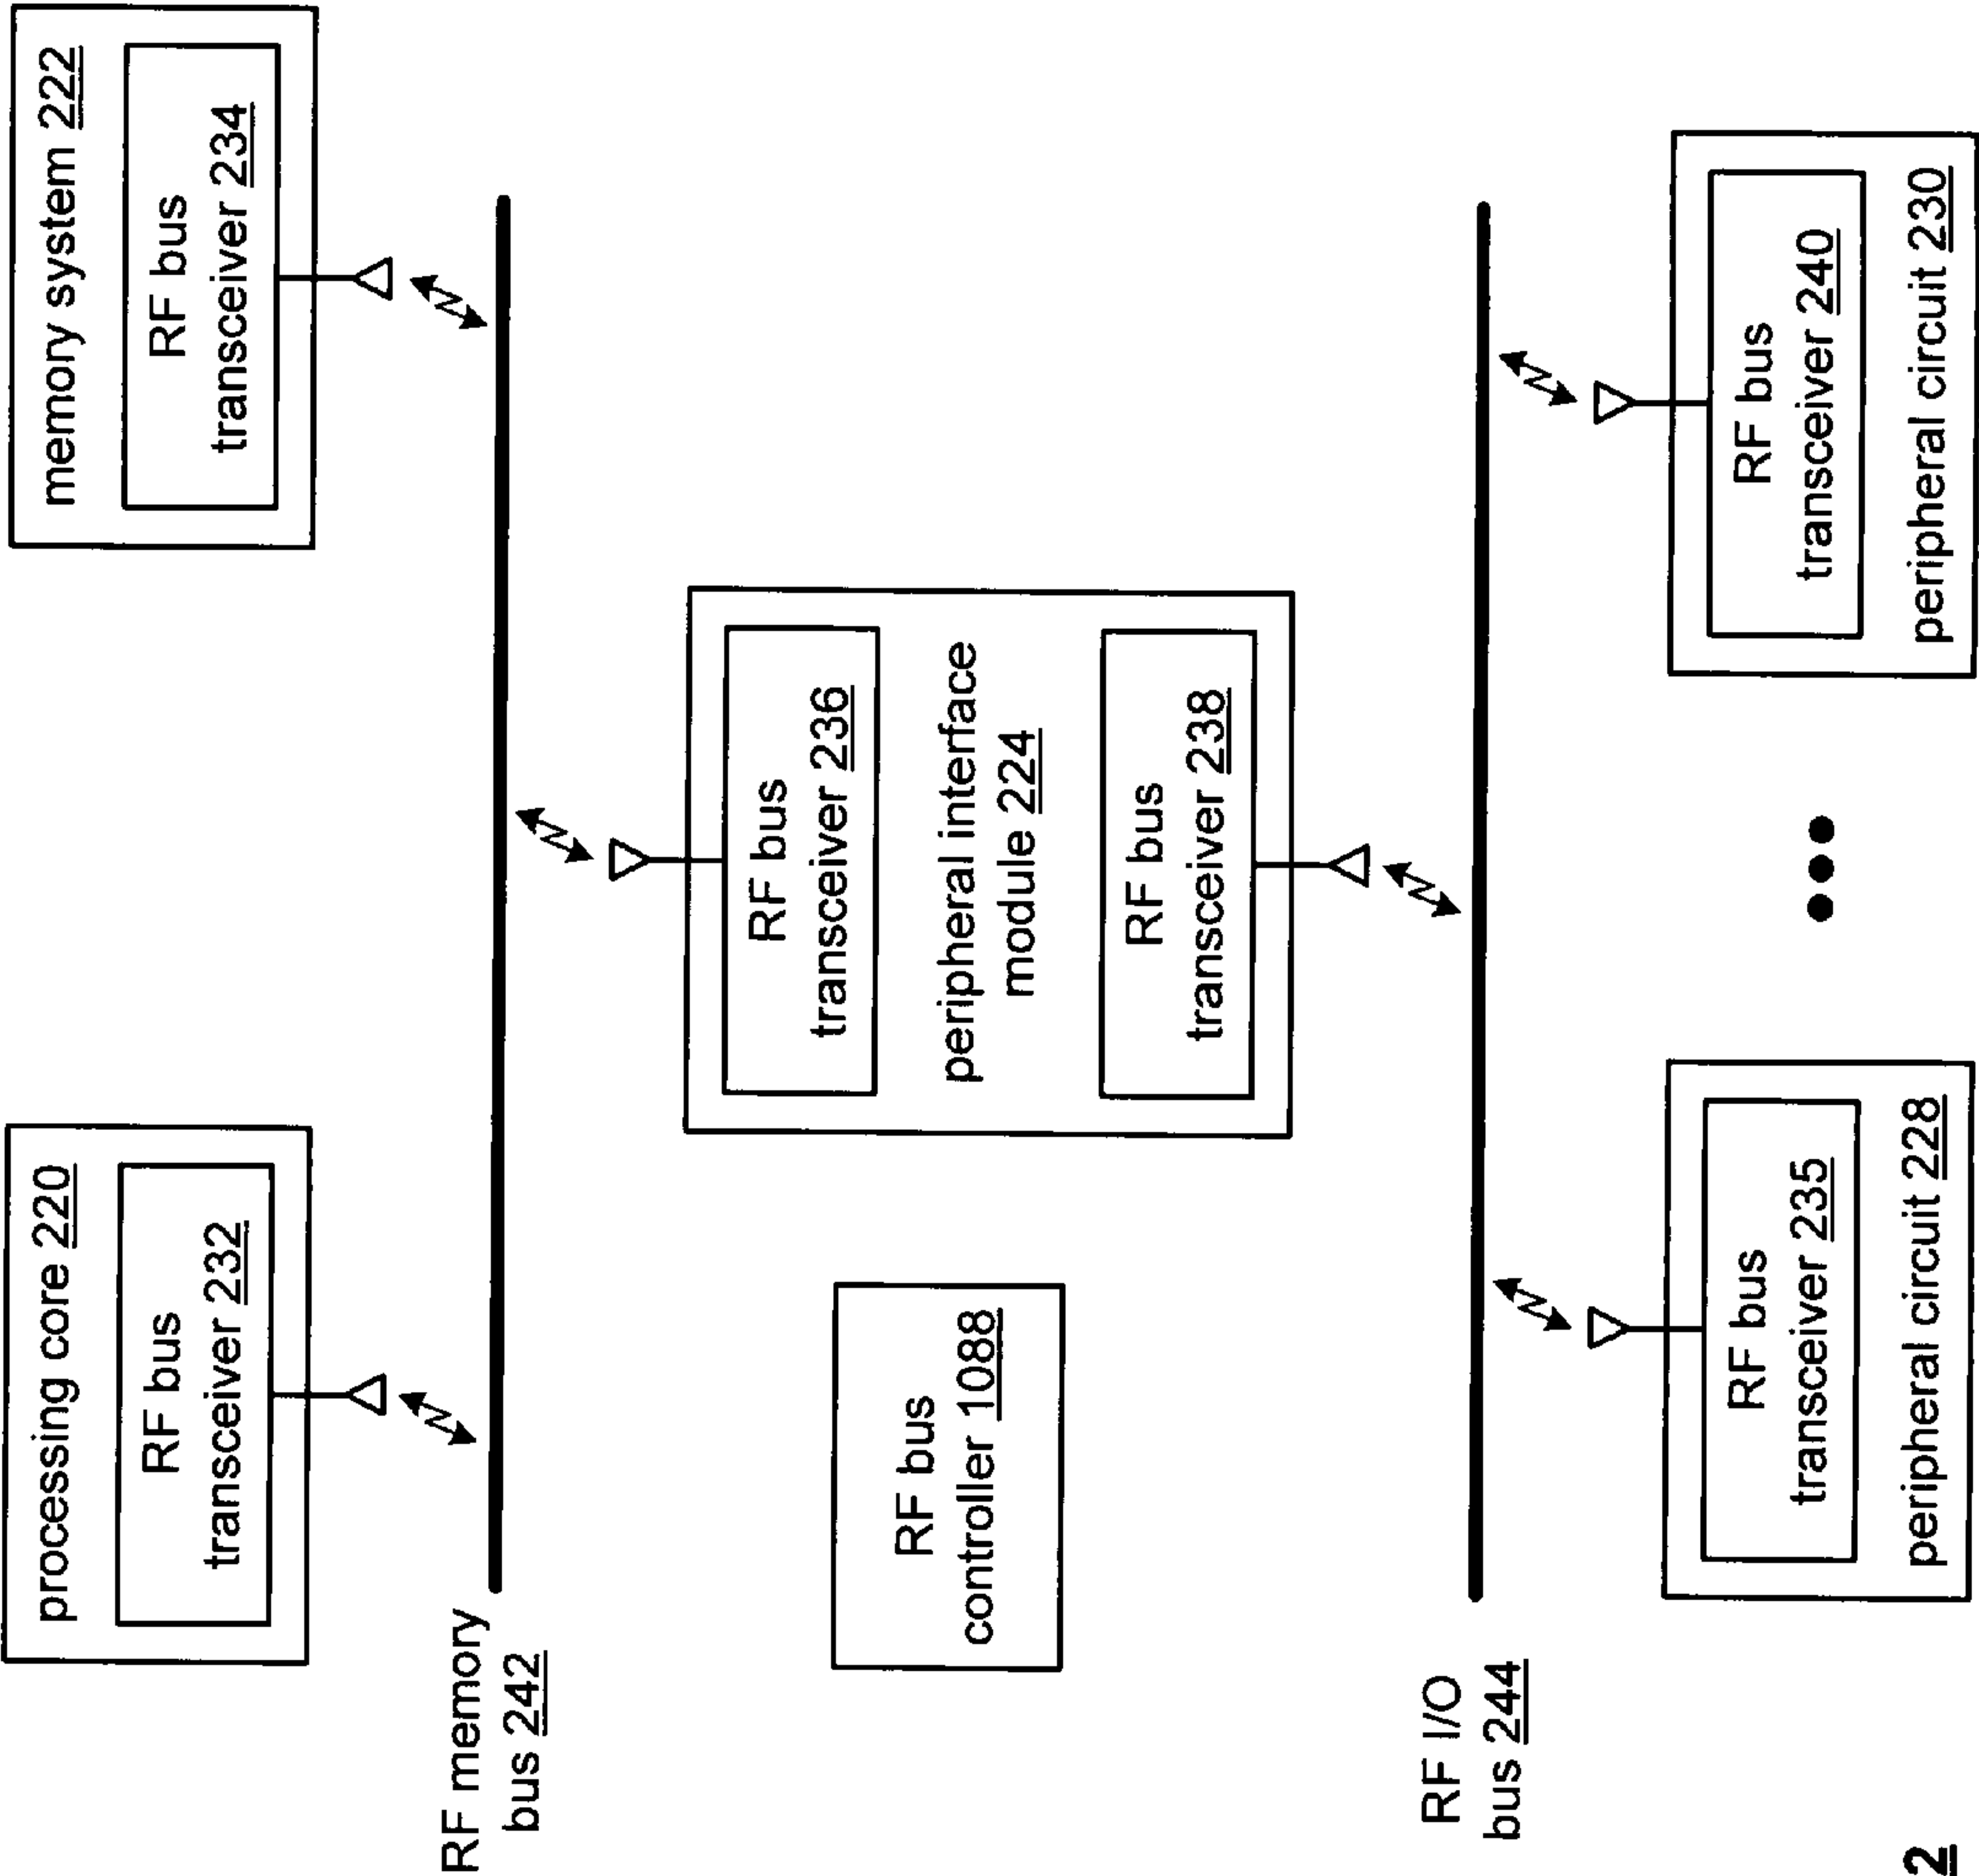 processing core 220
RF bus
transceiver 232
memory system 222
RF bus
transceiver 234
RF memory
bus 242
RF bus
transceiver 236
peripheral interface
module 224
RF bus
transceiver 238
RF bus
controller 1088
RF I/O
bus 244
RF bus
transceiver 235
peripheral circuit 228
RF bus
transceiver 240
peripheral circuit 230
2